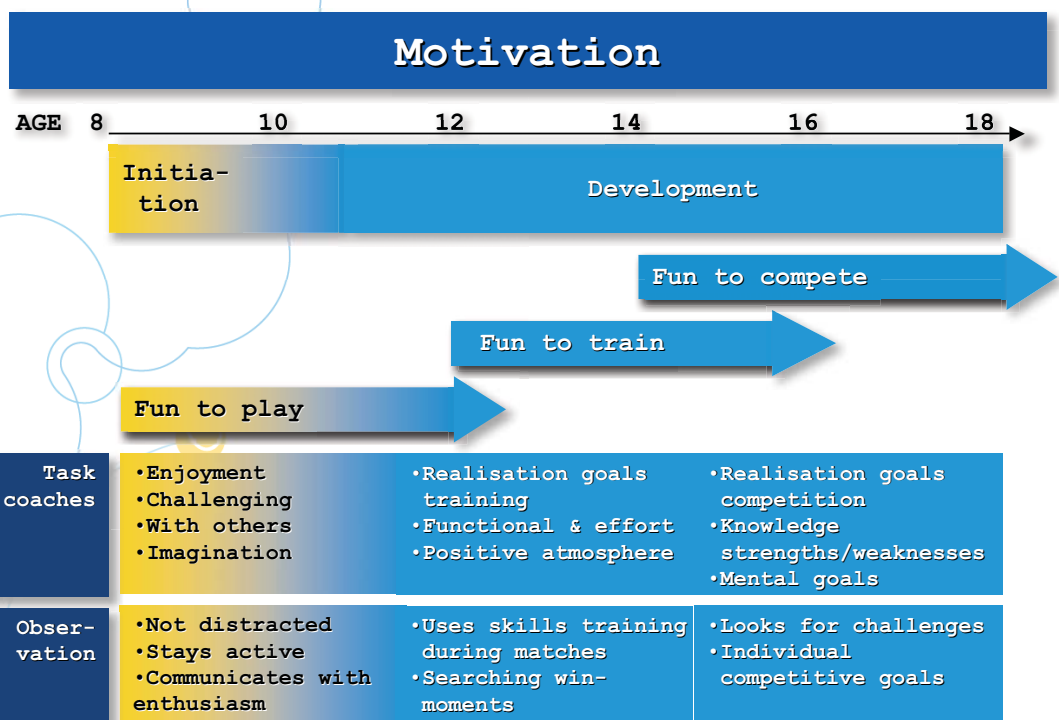 Motivation
AGE 8 10 12 14 16 18
Initia-
tion
Development
Fun to compete
Fun to train
Fun to play
Task
coaches
•Enjoyment
•Challenging
•With others
•Imagination
•Realisation goals
training
•Functional & effort
•Positive atmosphere
•Realisation goals
competition
•Knowledge
strengths/weaknesses
•Mental goals
Obser-
vation
•Not distracted
•Stays active
•Communicates with
enthusiasm
•Uses skills training
during matches
•Searching win-
moments
•Looks for challenges
•Individual
competitive goals